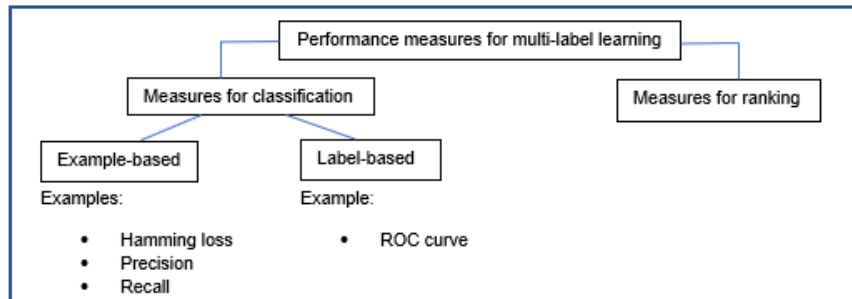 Performance measures for multi-label learning
Measures for classification
Measures for ranking
Example-based
Label-based
Examples:
Example:
• Hamming loss
• ROC curve
• Precision
• Recall